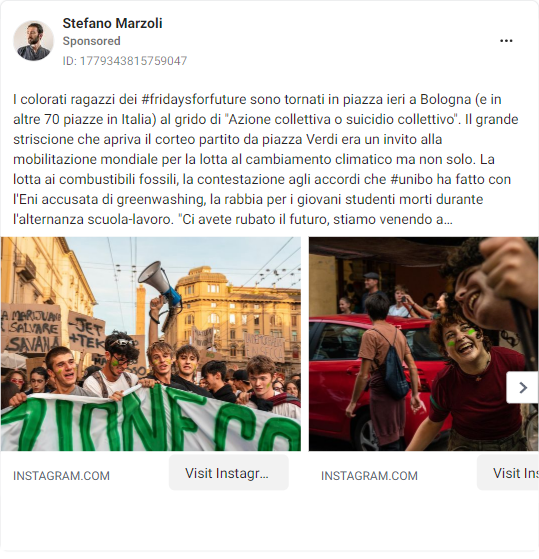 Stefano Marzoli
Sponsored
ID: 1779343815759047
I colorati ragazzi dei #fridaysforfuture sono tornati in piazza ieri a Bologna (e in
altre 70 piazze in Italia) al grido di "Azione collettiva o suicidio collettivo". Il grande
striscione che apriva il corteo partito da piazza Verdi era un invito alla
mobilitazione mondiale per la lotta al cambiamento climatico ma non solo. La
lotta ai combustibili fossili, la contestazione agli accordi che #unibo ha fatto con
l'Eni accusata di greenwashing, la rabbia per i giovani studenti morti durante
l'alternanza scuola-lavoro. "Ci avete rubato il futuro, stiamo venendo a...
A MARIJUANA
SALVARE
SAVANA
JET
+TEK
ZIONE CO
INSTAGRAM.COM
Visit Instagr...
INSTAGRAM.COM
Visit Ins